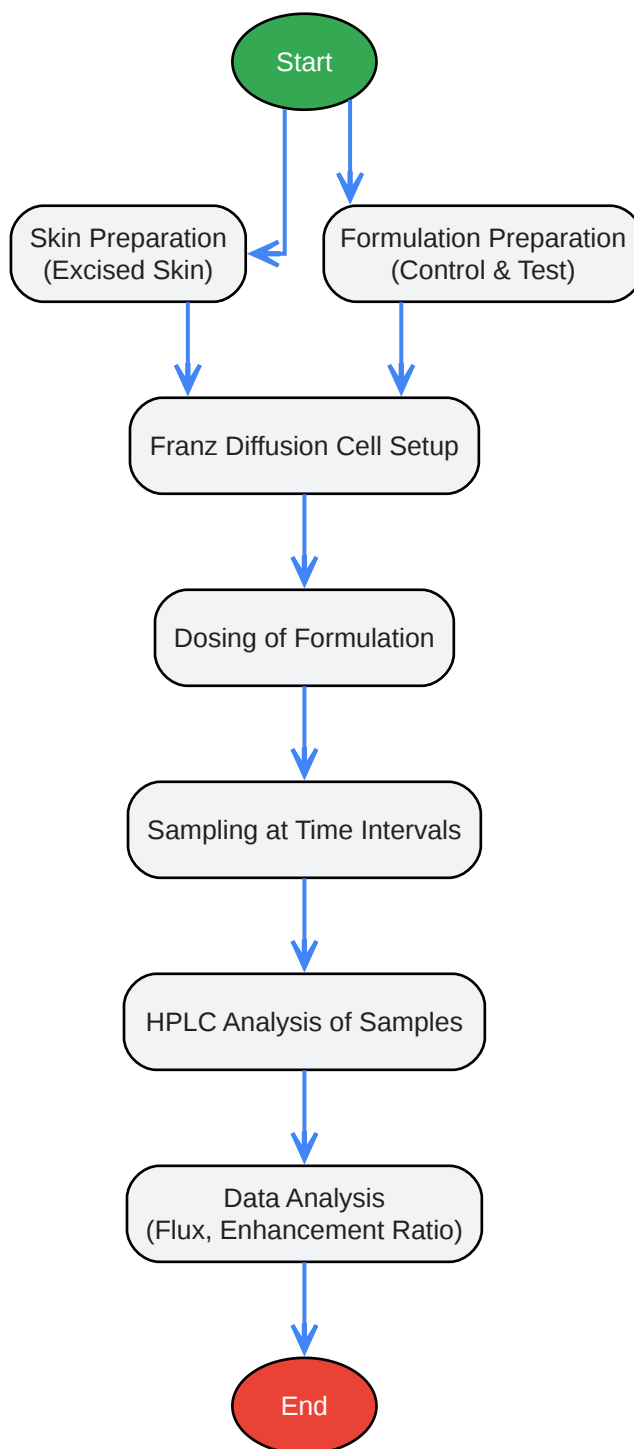 Start
Skin Preparation
(Excised Skin)
Formulation Preparation
(Control & Test)
Franz Diffusion Cell Setup
Dosing of Formulation
Sampling at Time Intervals
HPLC Analysis of Samples
Data Analysis
(Flux, Enhancement Ratio)
End